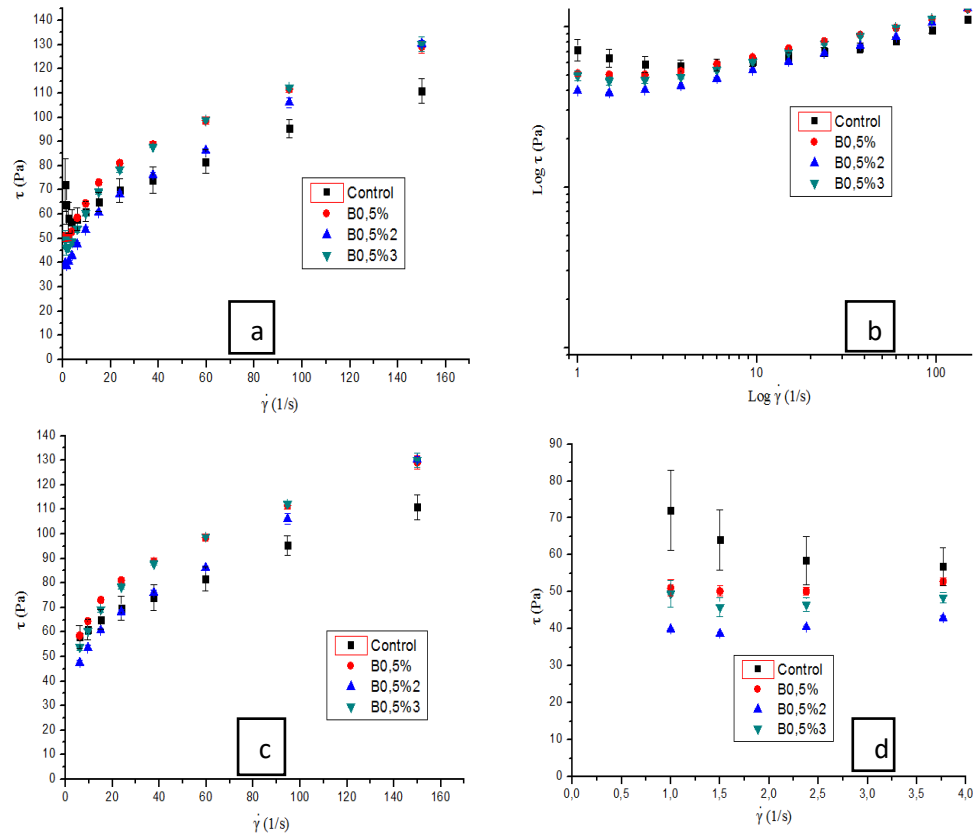 140
130
120
110
100
90
80
70
60
50
40
30
20
10
0
τ (Pa)
Control
B0,5%
B0,5%2
B0,5%3
a
0 20 40 60 80 100 120 140 160
γ̇ (1/s)
Log τ (Pa)
Control
B0,5%
B0,5%2
B0,5%3
b
1 10 100
Log γ̇ (1/s)
140
130
120
110
100
90
80
70
60
50
40
30
20
10
0
τ (Pa)
Control
B0,5%
B0,5%2
B0,5%3
c
0 20 40 60 80 100 120 140 160
γ̇ (1/s)
90
80
70
60
50
40
30
20
10
0
τ (Pa)
Control
B0,5%
B0,5%2
B0,5%3
d
0,0 0,5 1,0 1,5 2,0 2,5 3,0 3,5 4,0
γ̇ (1/s)